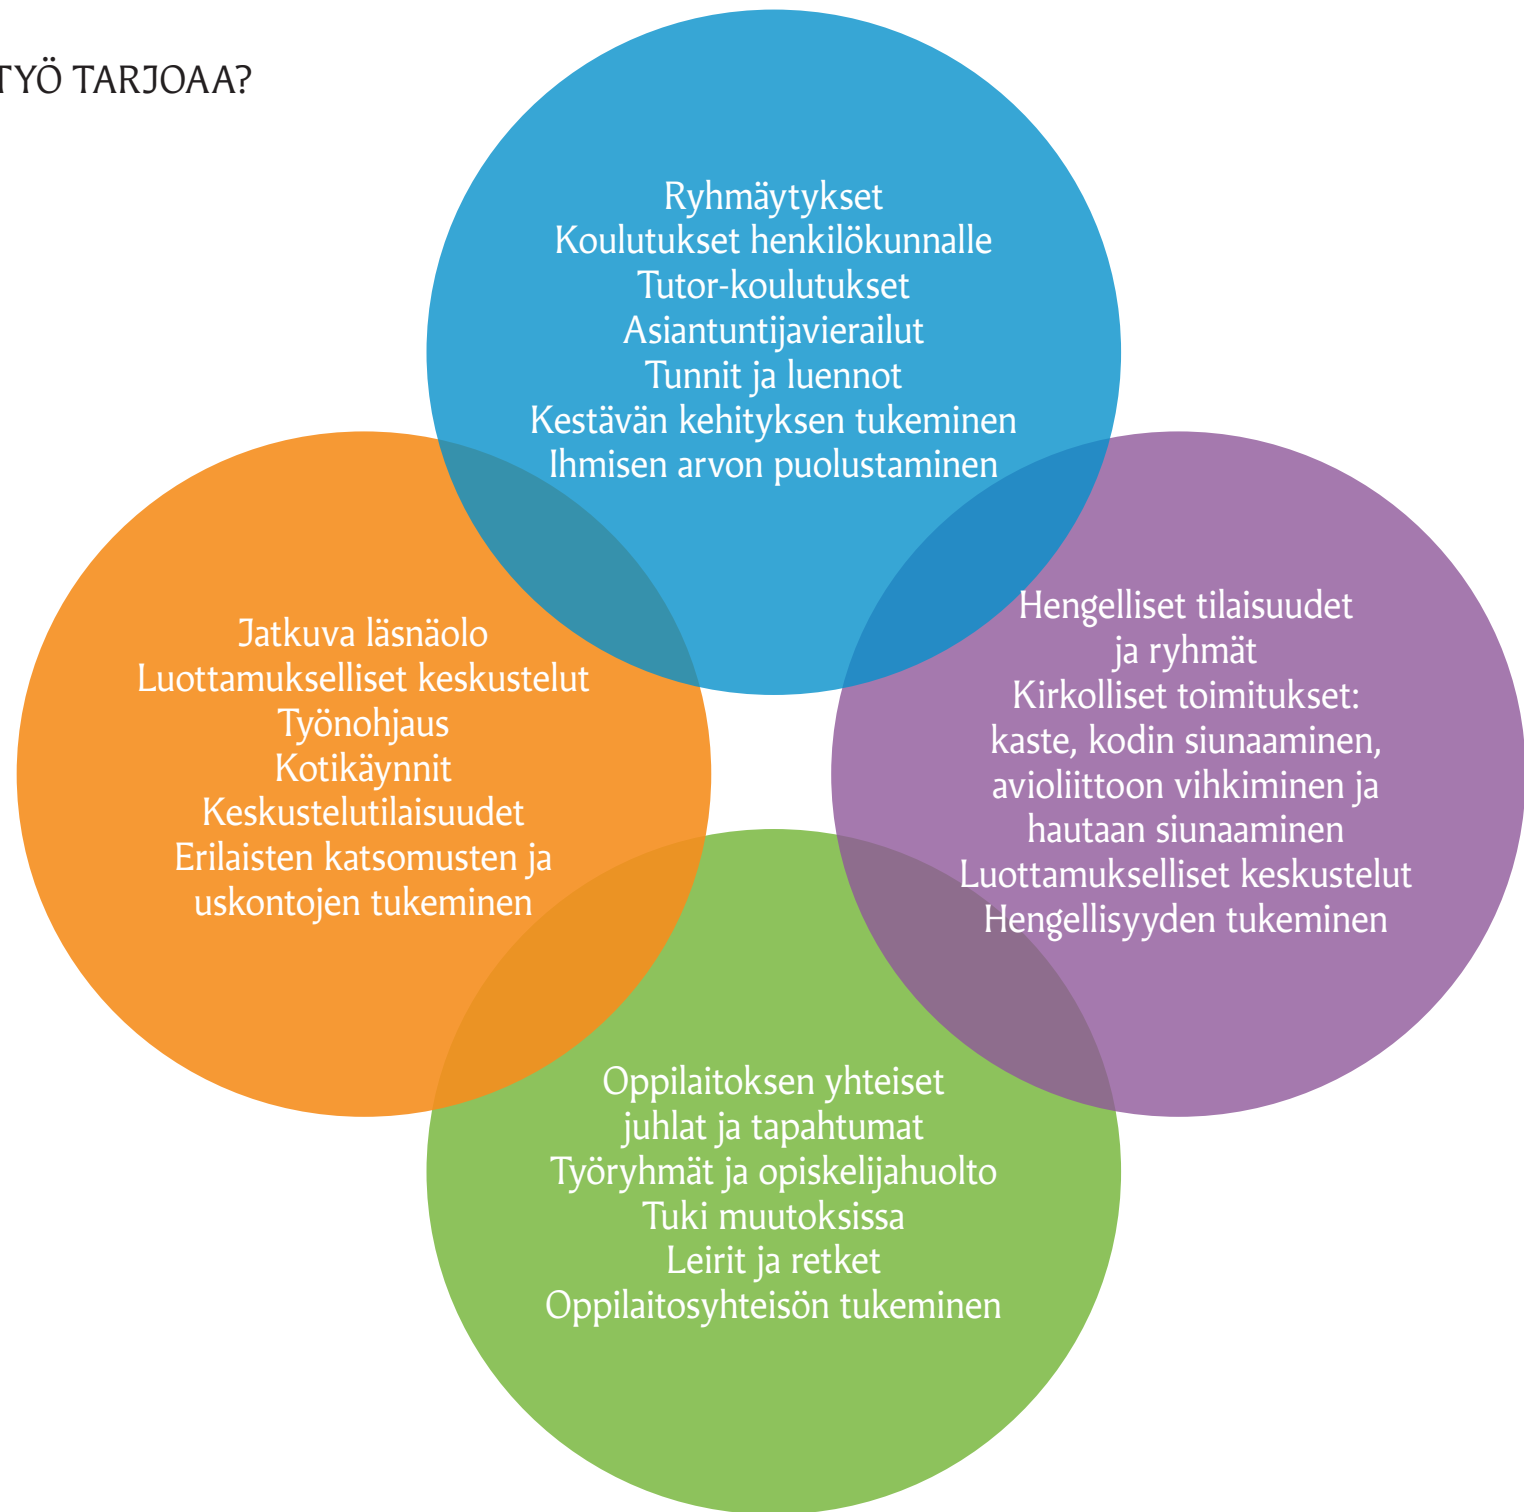 TYÖ TARJOAA?
Ryhmäytykset
Koulutukset henkilökunnalle
Tutor-koulutukset
Asiantuntijavierailut
Tunnit ja luennot
Kestävän kehityksen tukeminen
Ihmisen arvon puolustaminen
Jatkuva läsnäolo
Luottamukselliset keskustelut
Työnohjaus
Kotikäynnit
Keskustelutilaisuudet
Erilaisten katsomusten ja
uskontojen tukeminen
Hengelliset tilaisuudet
ja ryhmät
Kirkolliset toimitukset:
kaste, kodin siunaaminen,
avioliittoon vihkiminen ja
hautaan siunaaminen
Luottamukselliset keskustelut
Hengellisyyden tukeminen
Oppilaitoksen yhteiset
juhlat ja tapahtumat
Työryhmät ja opiskelijahuolto
Tuki muutoksissa
Leirit ja retket
Oppilaitosyhteisön tukeminen